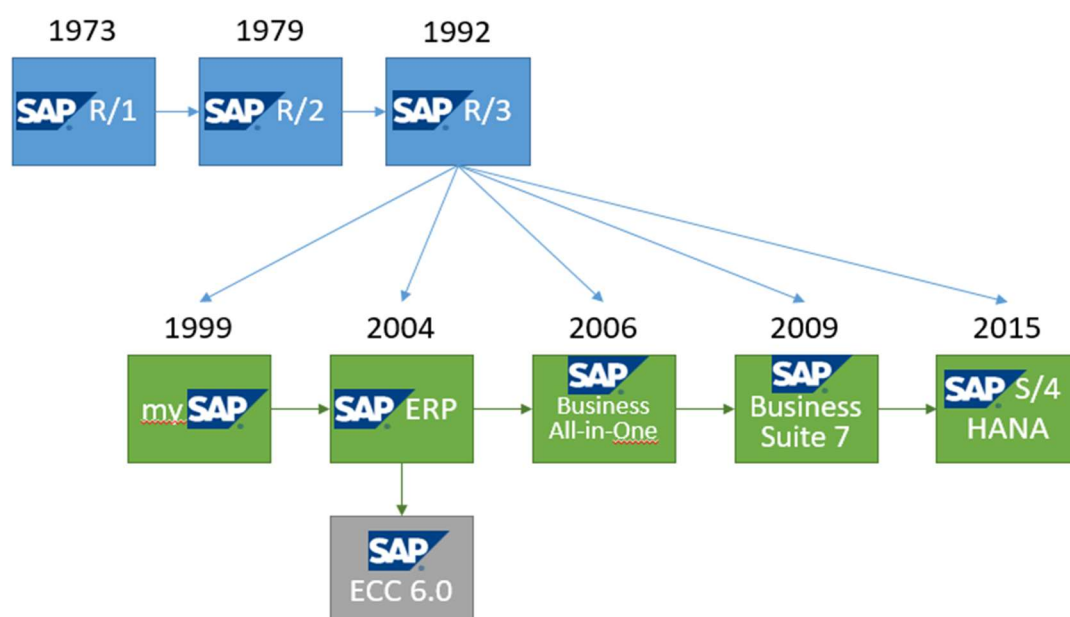 1973
1979
1992
SAP R/1
SAP R/2
SAP R/3
1999
2004
2006
2009
2015
my SAP
SAP ERP
SAP
Business
All-in-One
SAP
Business
Suite 7
SAP S/4
HANA
SAP
ECC 6.0